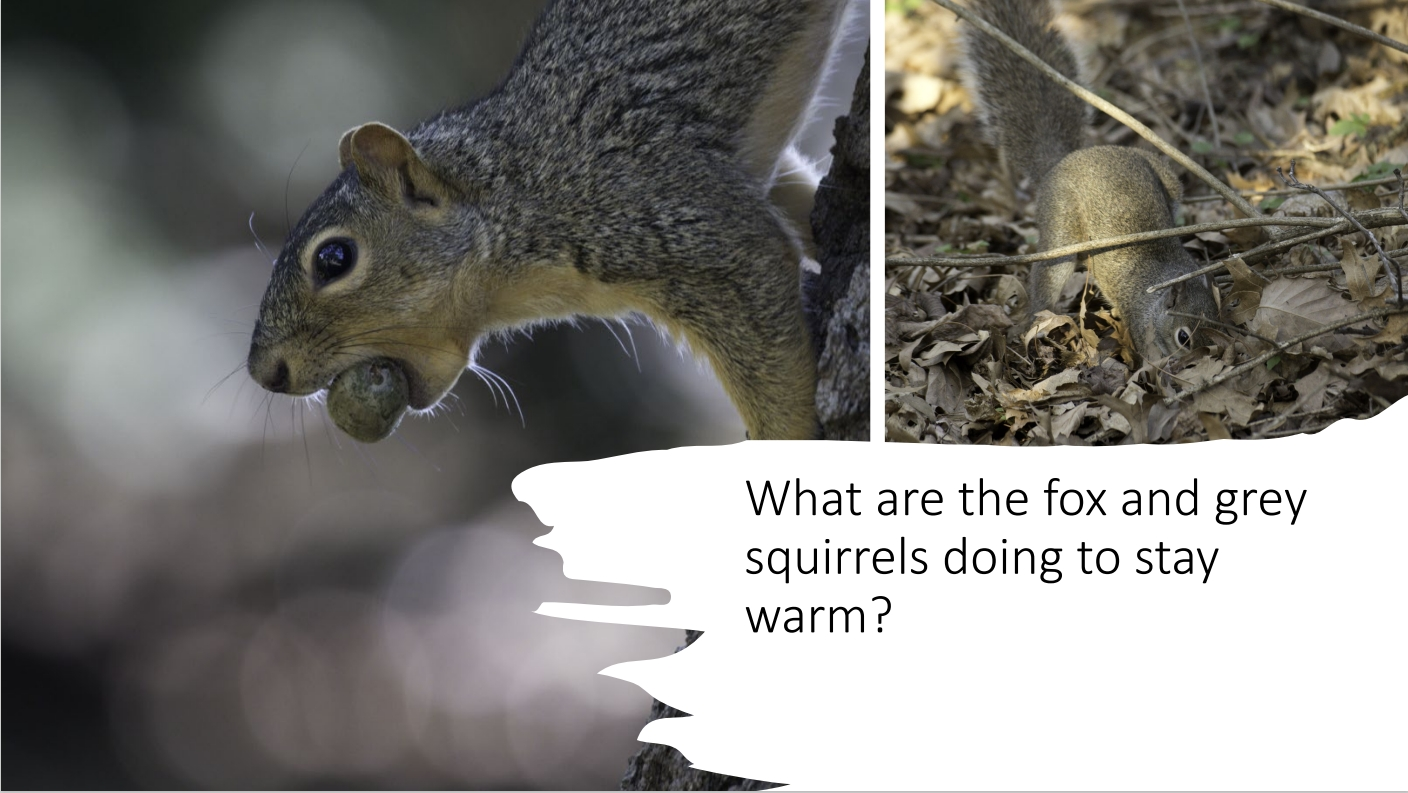 What are the fox and grey
squirrels doing to stay
warm?